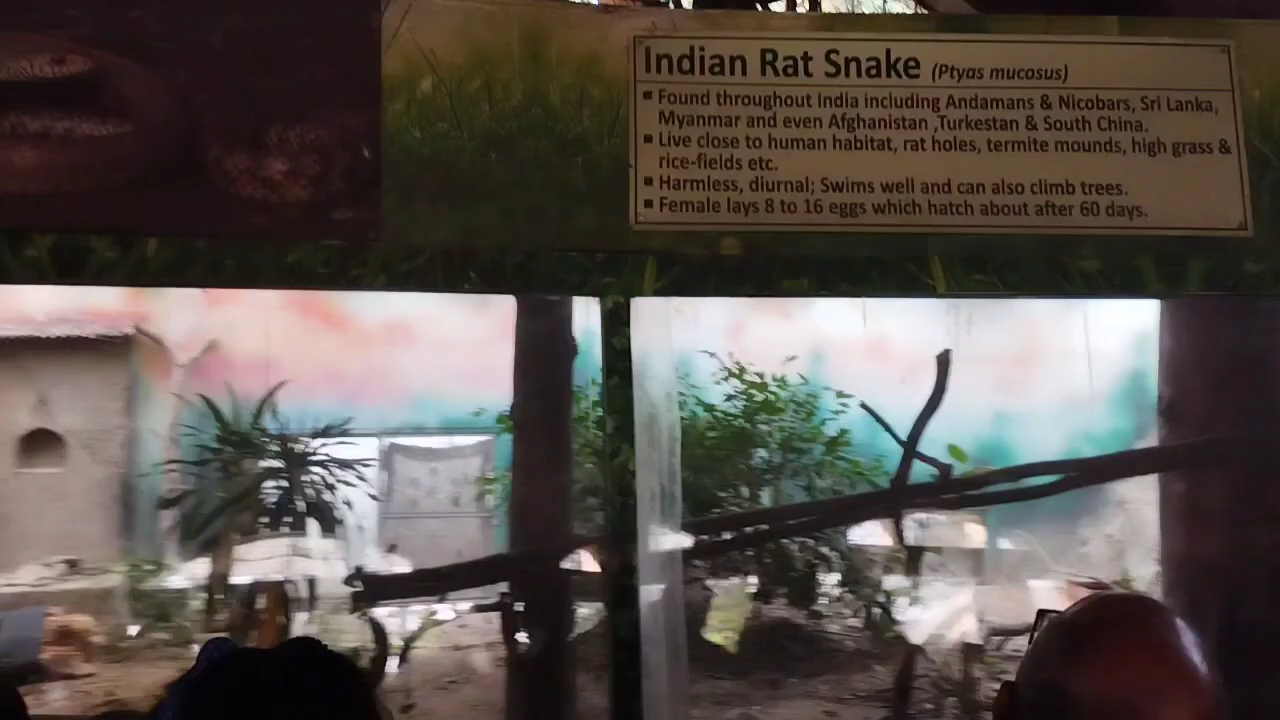 Indian Rat Snake (Ptyas mucosus)
▪ Found throughout India including Andamans & Nicobars, Sri Lanka,
Myanmar and even Afghanistan ,Turkestan & South China.
▪ Live close to human habitat, rat holes, termite mounds, high grass &
rice-fields etc.
▪ Harmless, diurnal; Swims well and can also climb trees.
▪ Female lays 8 to 16 eggs which hatch about after 60 days.